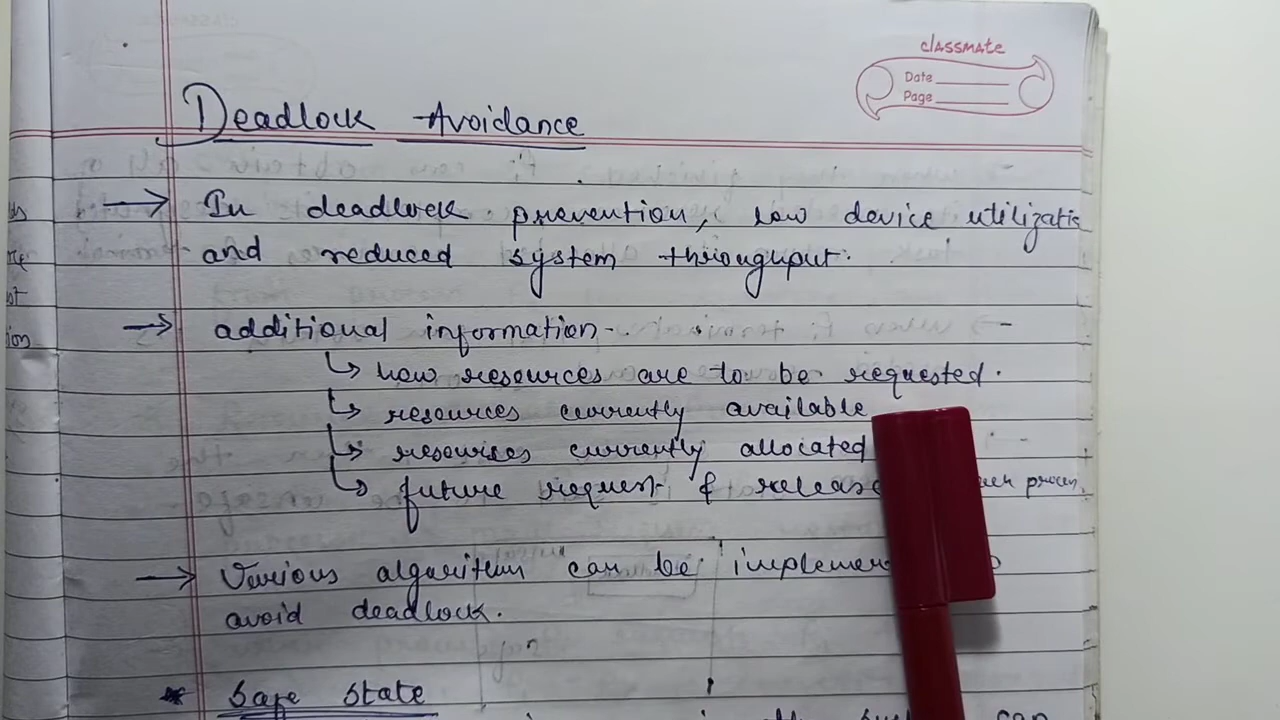 classmate
Date
Page
Deadlock Avoidance
→ In deadlock prevention, low device utilizatio
and reduced system throughput.
→ additional information
↳ how resources are to be requested.
↳ resources currently available
↳ resources currently allocated
↳ future request & release
→ Various algorithm can be implemen
avoid deadlock.
* Safe State
can